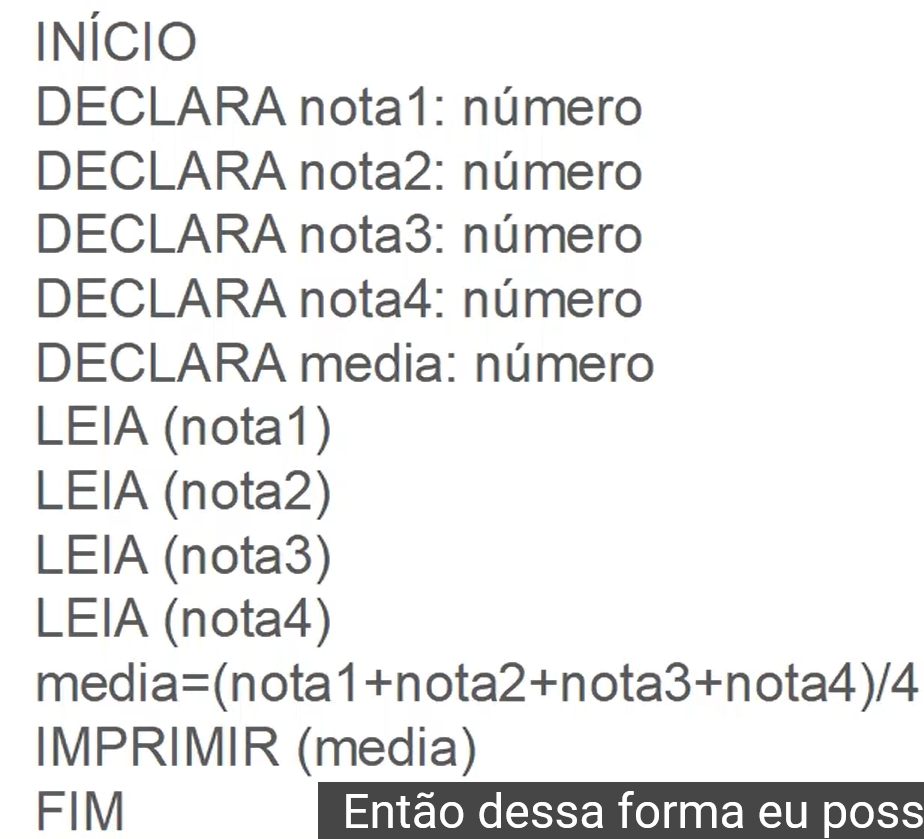 INÍCIO
DECLARA nota1: número
DECLARA nota2: número
DECLARA nota3: número
DECLARA nota4: número
DECLARA media: número
LEIA (nota1)
LEIA (nota2)
LEIA (nota3)
LEIA (nota4)
media=(nota1+nota2+nota3+nota4)/4
IMPRIMIR (media)
FIM
Então dessa forma eu poss